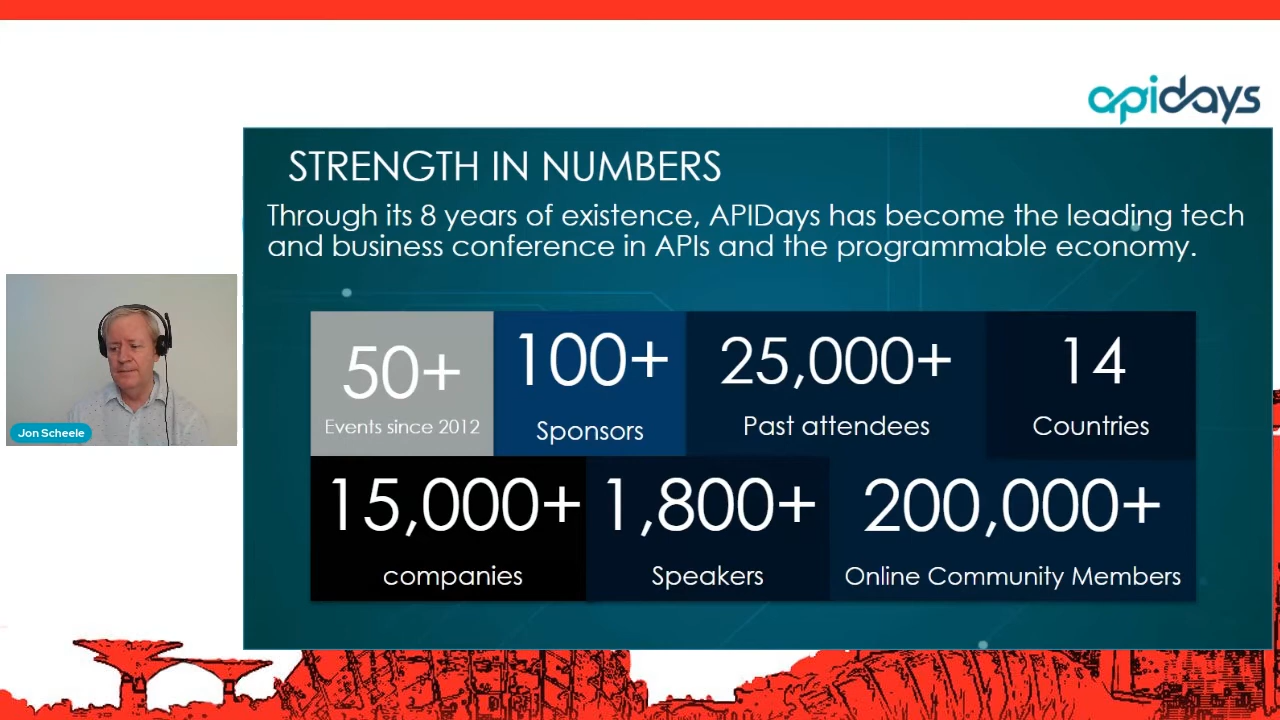 apidays
STRENGTH IN NUMBERS
Through its 8 years of existence, APIDays has become the leading tech
and business conference in APIs and the programmable economy.
50+
Events since 2012
100+
Sponsors
25,000+
Past attendees
14
Countries
15,000+
companies
1,800+
Speakers
200,000+
Online Community Members
Jon Scheele